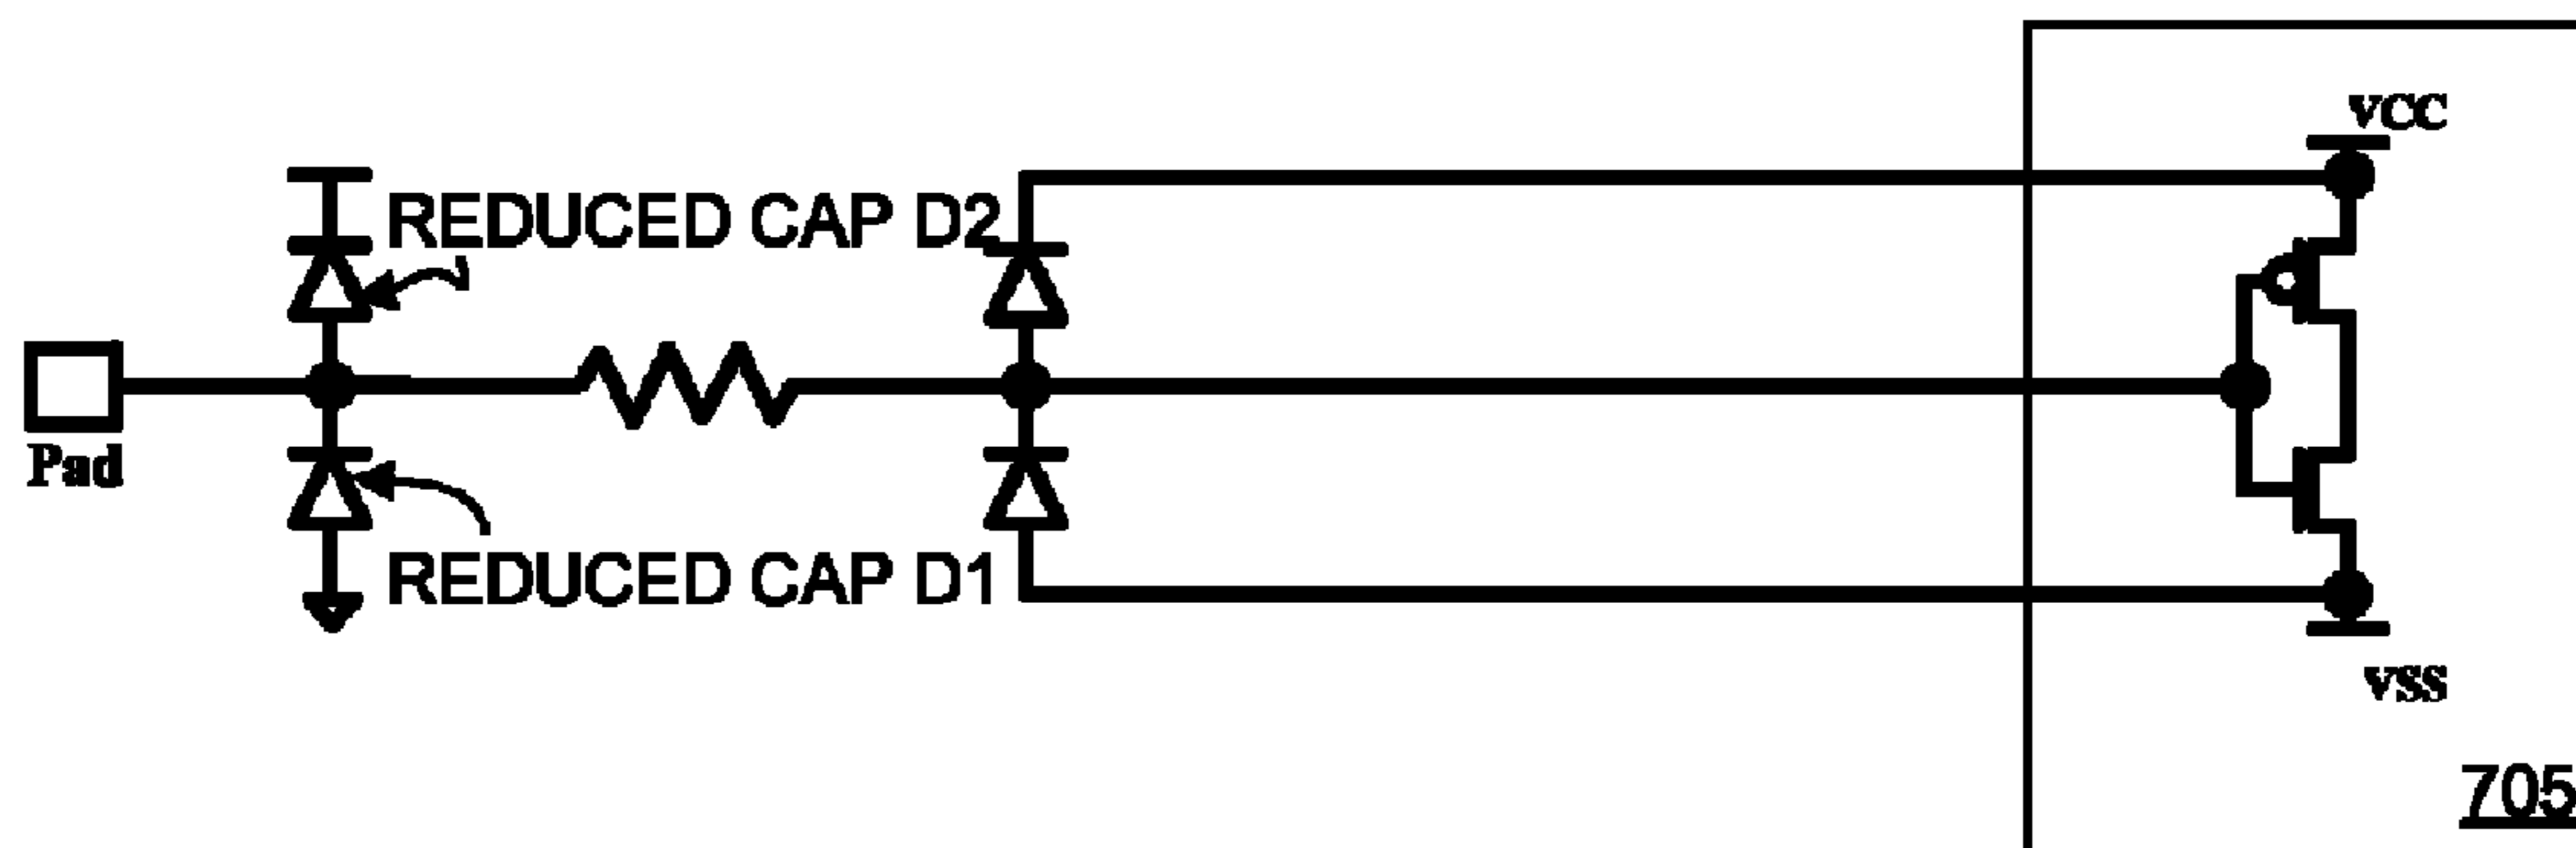 vCC
REDUCED CAP D2
Pad
REDUCED CAP D1
vss
705